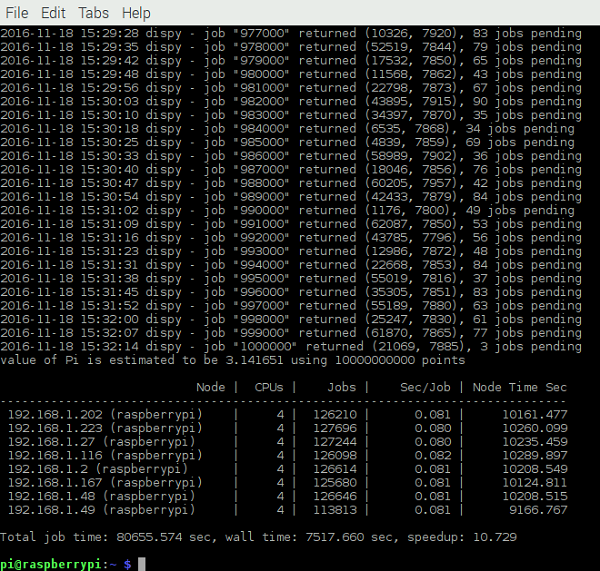 File Edit Tabs Help
2016-11-18 15:29:28 dispy - job "977000" returned (10326, 7920), 83 jobs pending
2016-11-18 15:29:35 dispy - job "978000" returned (52519, 7844), 79 jobs pending
2016-11-18 15:29:42 dispy - job "979000" returned (17532, 7850), 65 jobs pending
2016-11-18 15:29:48 dispy - job "980000" returned (11568, 7862), 43 jobs pending
2016-11-18 15:29:56 dispy - job "981000" returned (22798, 7873), 67 jobs pending
2016-11-18 15:30:03 dispy - job "982000" returned (43895, 7915), 90 jobs pending
2016-11-18 15:30:10 dispy - job "983000" returned (34397, 7870), 35 jobs pending
2016-11-18 15:30:18 dispy - job "984000" returned (6535, 7868), 34 jobs pending
2016-11-18 15:30:25 dispy - job "985000" returned (4839, 7859), 69 jobs pending
2016-11-18 15:30:33 dispy - job "986000" returned (58989, 7902), 36 jobs pending
2016-11-18 15:30:40 dispy - job "987000" returned (18046, 7856), 76 jobs pending
2016-11-18 15:30:47 dispy - job "988000" returned (60205, 7957), 42 jobs pending
2016-11-18 15:30:54 dispy - job "989000" returned (42433, 7879), 84 jobs pending
2016-11-18 15:31:02 dispy - job "990000" returned (1176, 7800), 49 jobs pending
2016-11-18 15:31:09 dispy - job "991000" returned (62087, 7850), 53 jobs pending
2016-11-18 15:31:16 dispy - job "992000" returned (43785, 7796), 56 jobs pending
2016-11-18 15:31:23 dispy - job "993000" returned (12986, 7872), 48 jobs pending
2016-11-18 15:31:31 dispy - job "994000" returned (22668, 7853), 84 jobs pending
2016-11-18 15:31:38 dispy - job "995000" returned (55019, 7816), 37 jobs pending
2016-11-18 15:31:45 dispy - job "996000" returned (35305, 7851), 83 jobs pending
2016-11-18 15:31:52 dispy - job "997000" returned (55189, 7880), 63 jobs pending
2016-11-18 15:32:00 dispy - job "998000" returned (25247, 7830), 61 jobs pending
2016-11-18 15:32:07 dispy - job "999000" returned (61870, 7865), 77 jobs pending
2016-11-18 15:32:14 dispy - job "1000000" returned (21069, 7885), 3 jobs pending
value of Pi is estimated to be 3.141651 using 10000000000 points
Node | CPUs | Jobs | Sec/Job | Node Time Sec
------------------------------------------------------------------------------
192.168.1.202 (raspberrypi) | 4 | 126210 | 0.081 | 10161.477
192.168.1.223 (raspberrypi) | 4 | 127696 | 0.080 | 10260.099
192.168.1.27 (raspberrypi) | 4 | 127244 | 0.080 | 10235.459
192.168.1.116 (raspberrypi) | 4 | 126098 | 0.082 | 10289.897
192.168.1.2 (raspberrypi) | 4 | 126614 | 0.081 | 10208.549
192.168.1.167 (raspberrypi) | 4 | 125680 | 0.081 | 10124.811
192.168.1.48 (raspberrypi) | 4 | 126646 | 0.081 | 10208.515
192.168.1.49 (raspberrypi) | 4 | 113813 | 0.081 | 9166.767
Total job time: 80655.574 sec, wall time: 7517.660 sec, speedup: 10.729
pi@raspberrypi:~ $